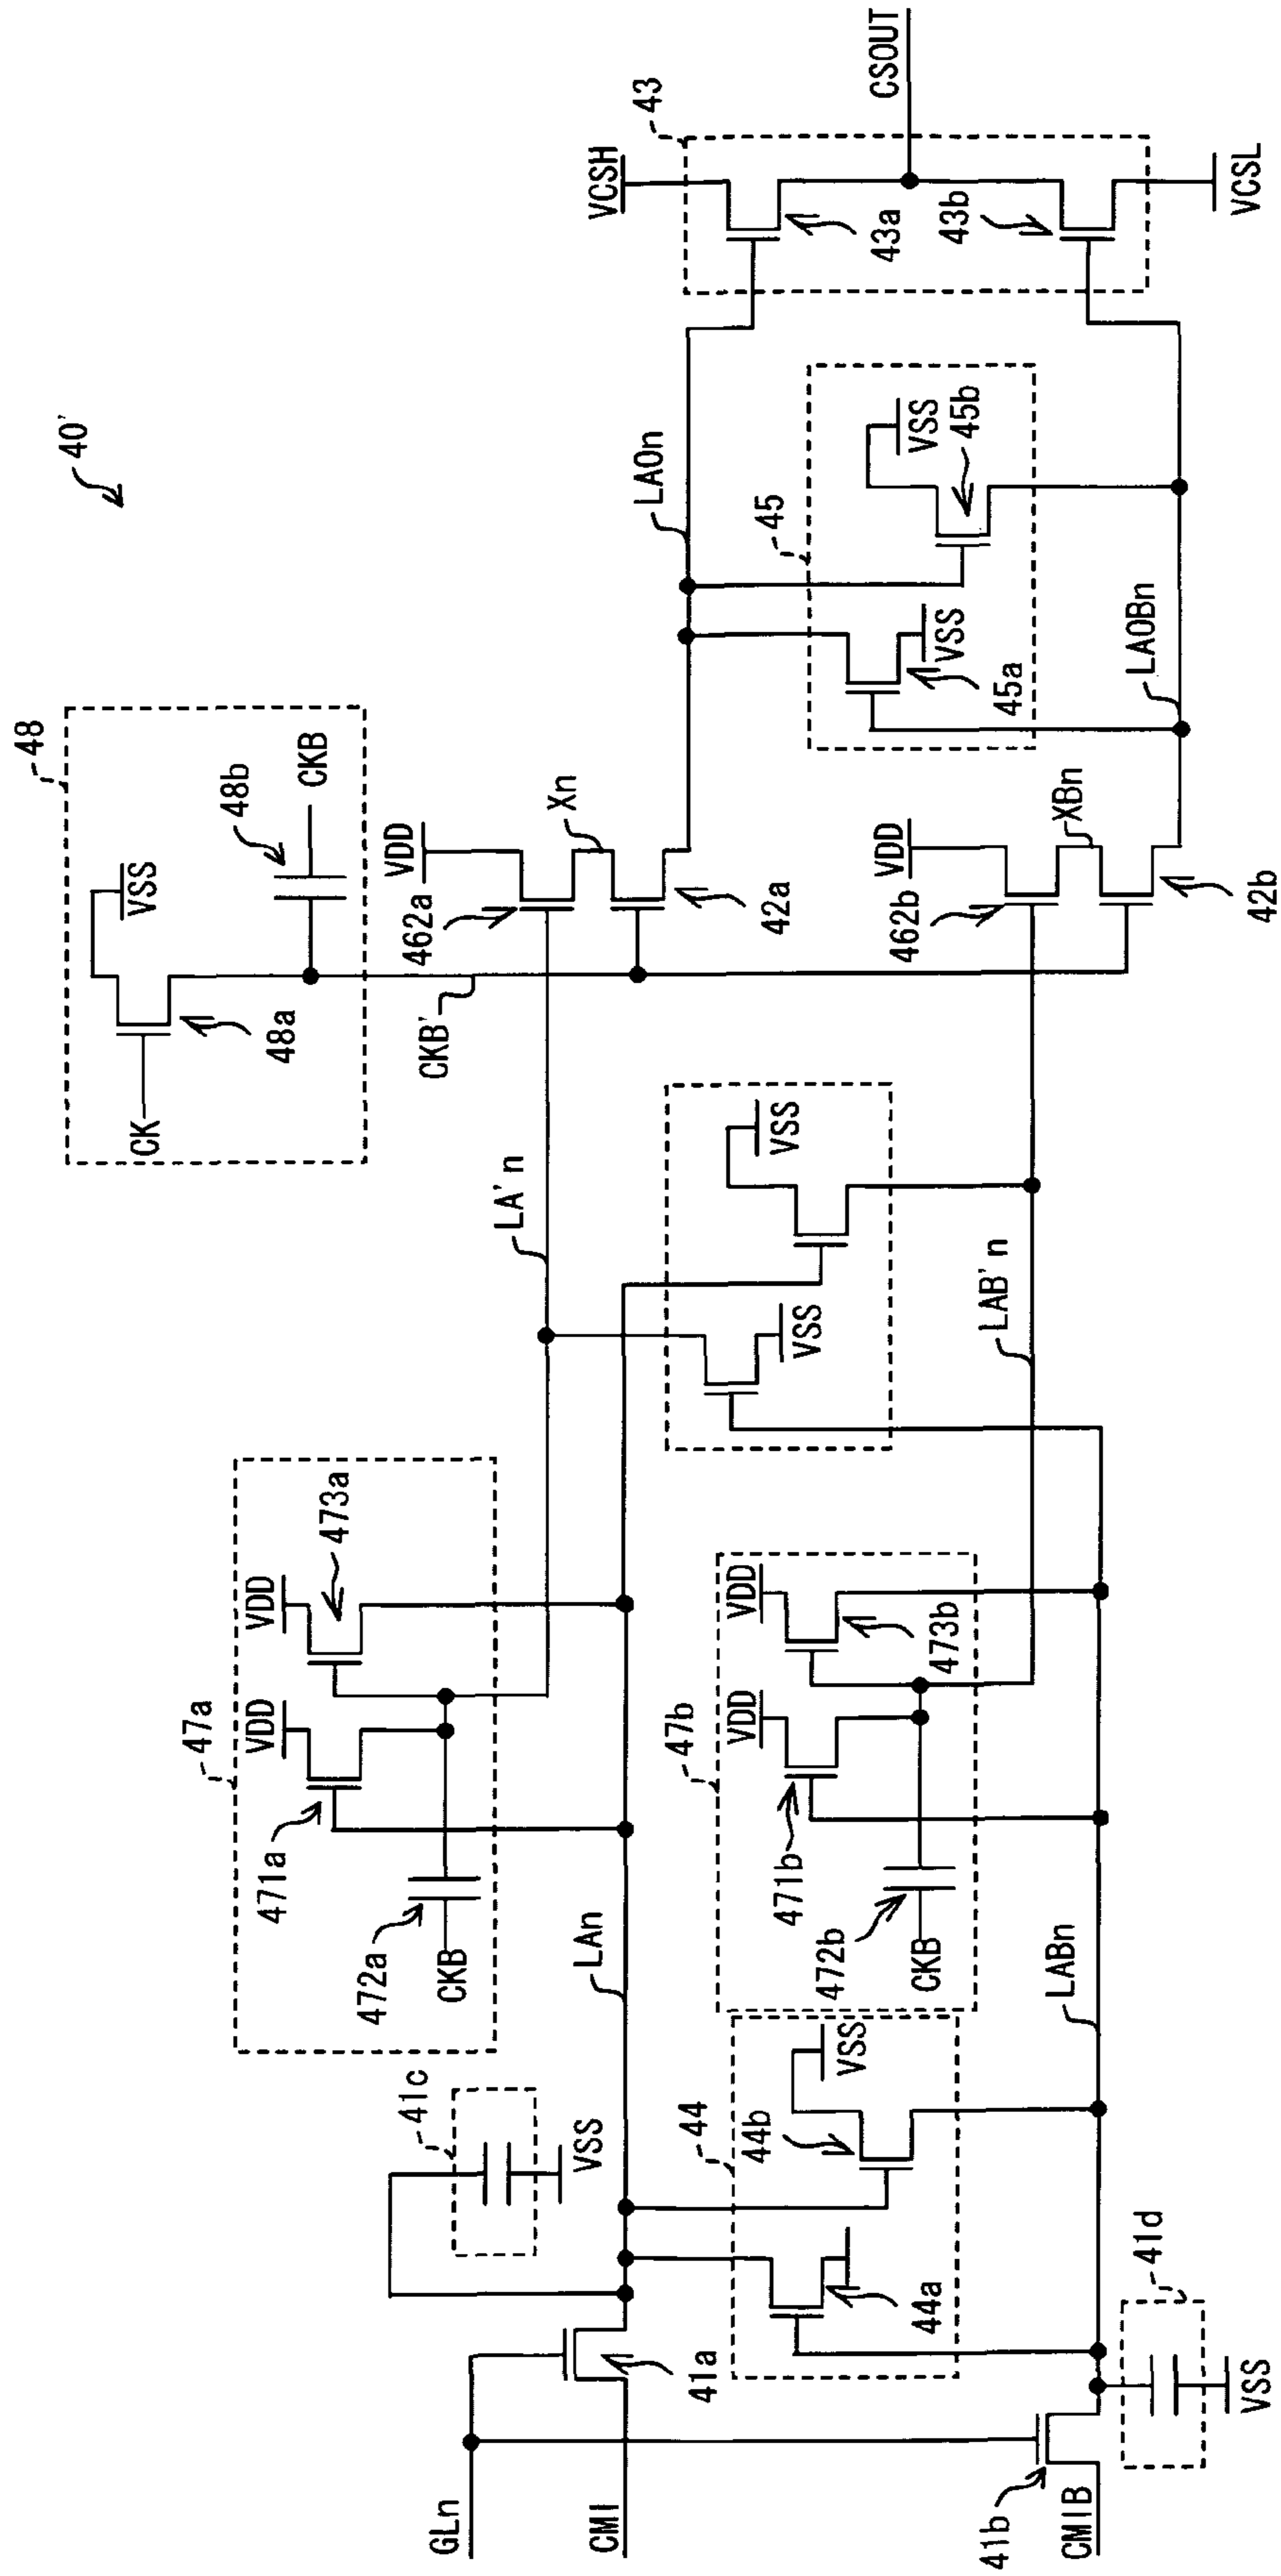 40'
48
CK
48a
VSS
48b
CKB
CKB'
47a
471a
VDD
VDD
473a
472a
CKB
LA'n
VDD
462a
Xn
42a
LAOn
VCSH
43
43a
CSOUT
43b
VCSL
41c
VSS
LAn
GLn
CMI
41a
44
44a
44b
VSS
47b
471b
VDD
VDD
473b
472b
CKB
VSS
VSS
LAB'n
VDD
462b
XBn
42b
45
45a
VSS
VSS
45b
LAOBn
LABn
41b
CMIB
41d
VSS